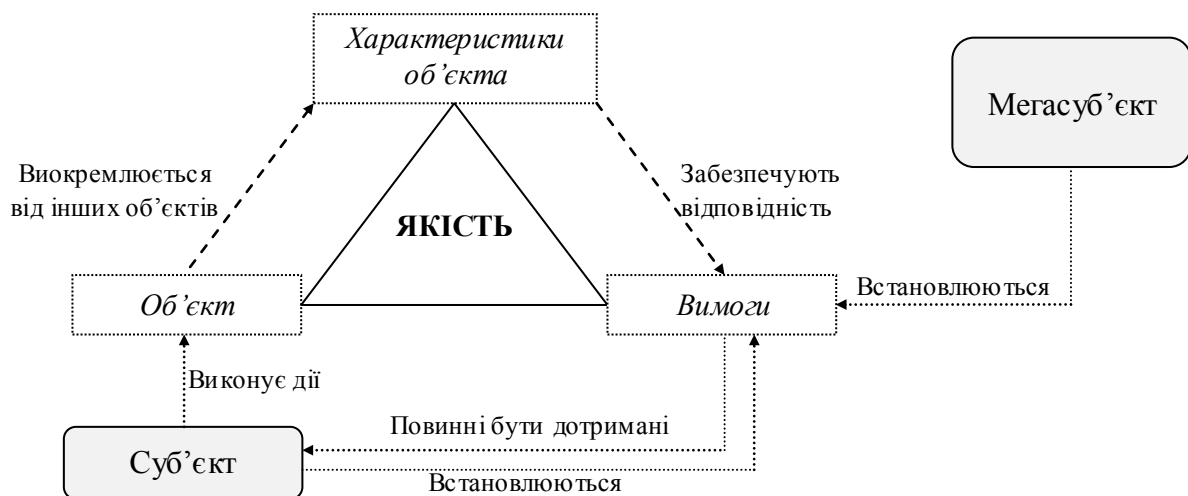 Характеристики
об’єкта
Мегасуб’єкт
Виокремлюється
від інших об’єктів
Забезпечують
відповідність
ЯКІСТЬ
Об’єкт
Вимоги
Встановлюються
Виконує дії
Повинні бути дотримані
Суб’єкт
Встановлюються